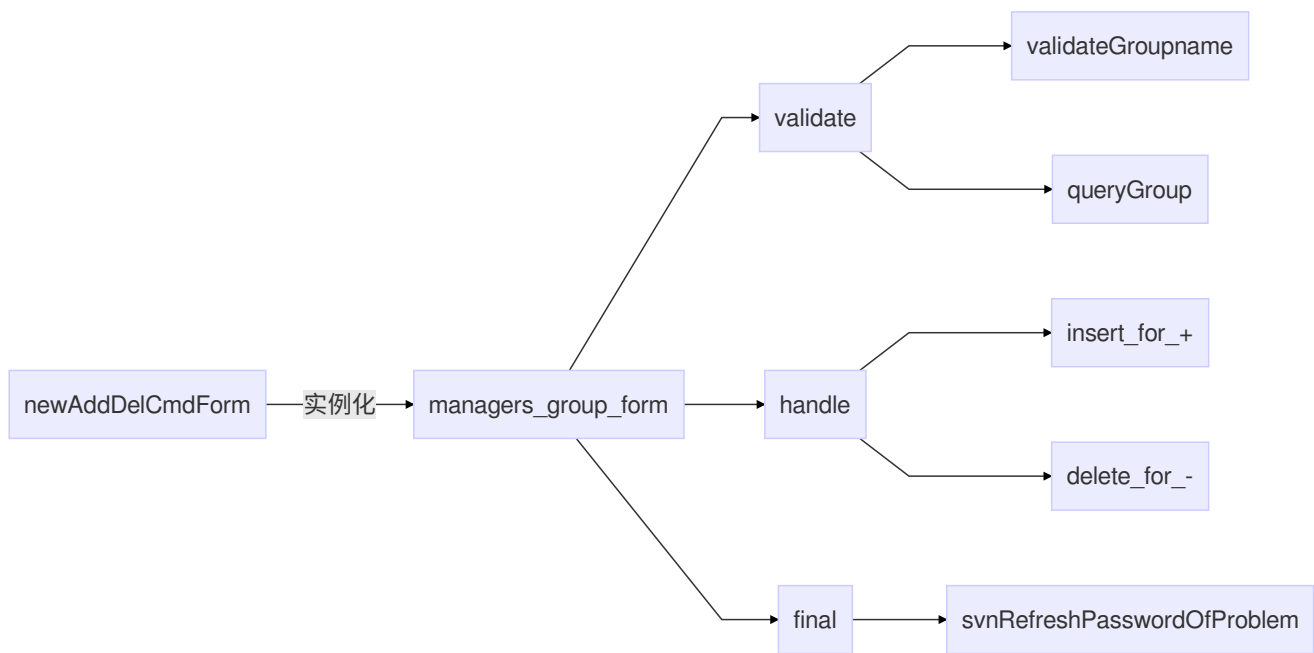 validateGroupname
validate
queryGroup
insert_for_+
newAddDelCmdForm
实例化
managers_group_form
handle
delete_for_-
final
svnRefreshPasswordOfProblem